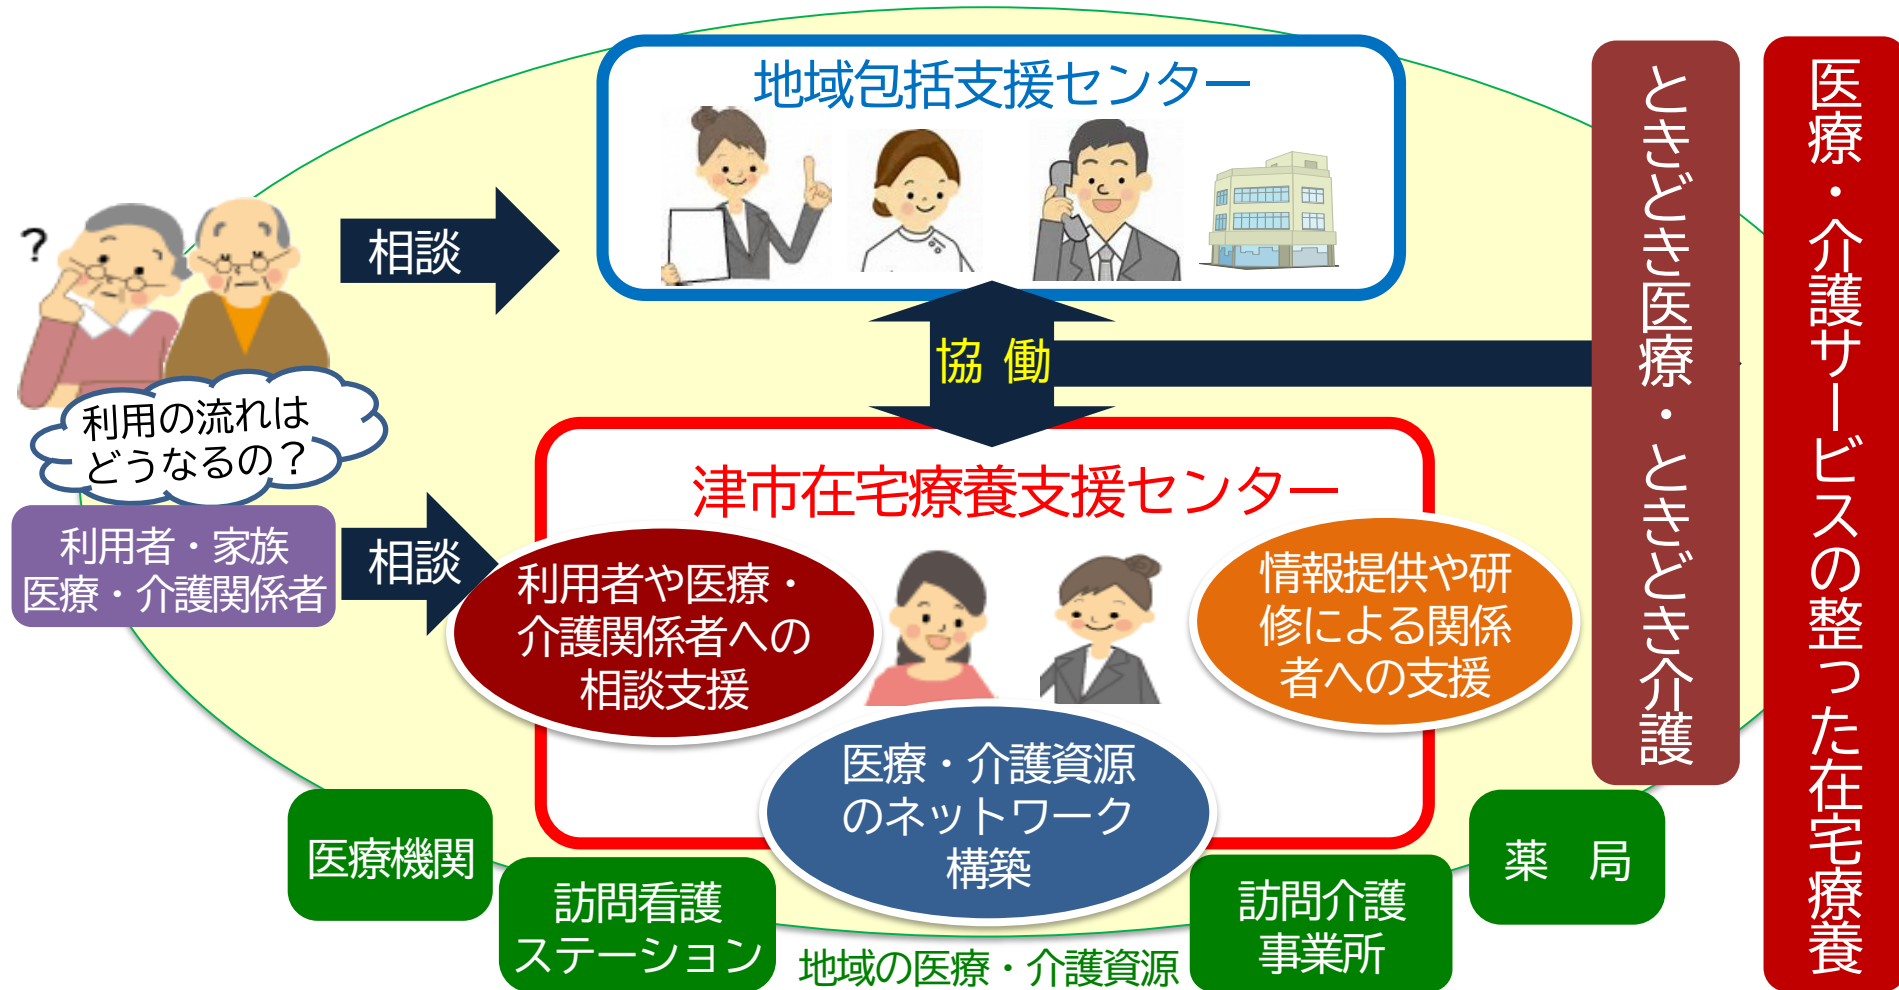 地域包括支援センター
?
相談
協 働
利用の流れは
どうなるの？
利用者・家族
医療・介護関係者
相談
津市在宅療養支援センター
利用者や医療・
介護関係者への
相談支援
情報提供や研
修による関係
者への支援
医療・介護資源
のネットワーク
構築
医療機関
訪問看護
ステーション
地域の医療・介護資源
訪問介護
事業所
薬　局
ときどき医療・ときどき介護
医療・介護サービスの整った在宅療養